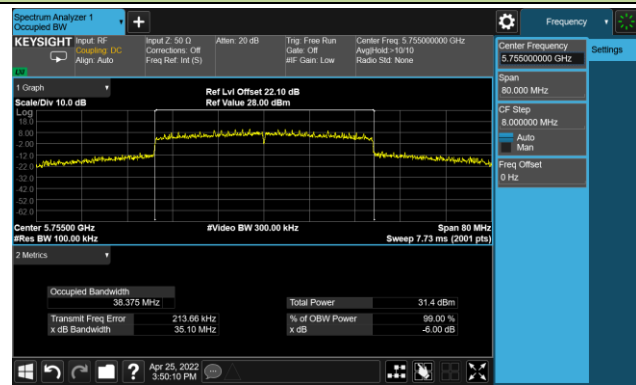 Spectrum Analyzer 1
Occupied BW
+
Frequency
KEYSIGHT
Input: RF
Coupling: DC
Align: Auto
Input Z: 50 Ω
Corrections: Off
Freq Ref: Int (S)
Atten: 20 dB
Trig: Free Run
Gate: Off
#IF Gain: Low
Center Freq: 5.755000000 GHz
Avg|Hold:>10/10
Radio Std: None
Center Frequency
5.755000000 GHz
Settings
Span
80.000 MHz
CF Step
8.000000 MHz
Auto
Man
Freq Offset
0 Hz
1 Graph
Scale/Div 10.0 dB
Ref Lvl Offset 22.10 dB
Ref Value 28.00 dBm
Log
18.0
8.00
-2.00
-12.0
-22.0
-32.0
-42.0
-52.0
-62.0
Center 5.75500 GHz
#Video BW 300.00 kHz
Span 80 MHz
#Res BW 100.00 kHz
Sweep 7.73 ms (2001 pts)
2 Metrics
Occupied Bandwidth
38.375 MHz
Total Power 31.4 dBm
Transmit Freq Error 213.66 kHz
% of OBW Power 99.00 %
x dB Bandwidth 35.10 MHz
x dB -6.00 dB
?
Apr 25, 2022
3:50:10 PM